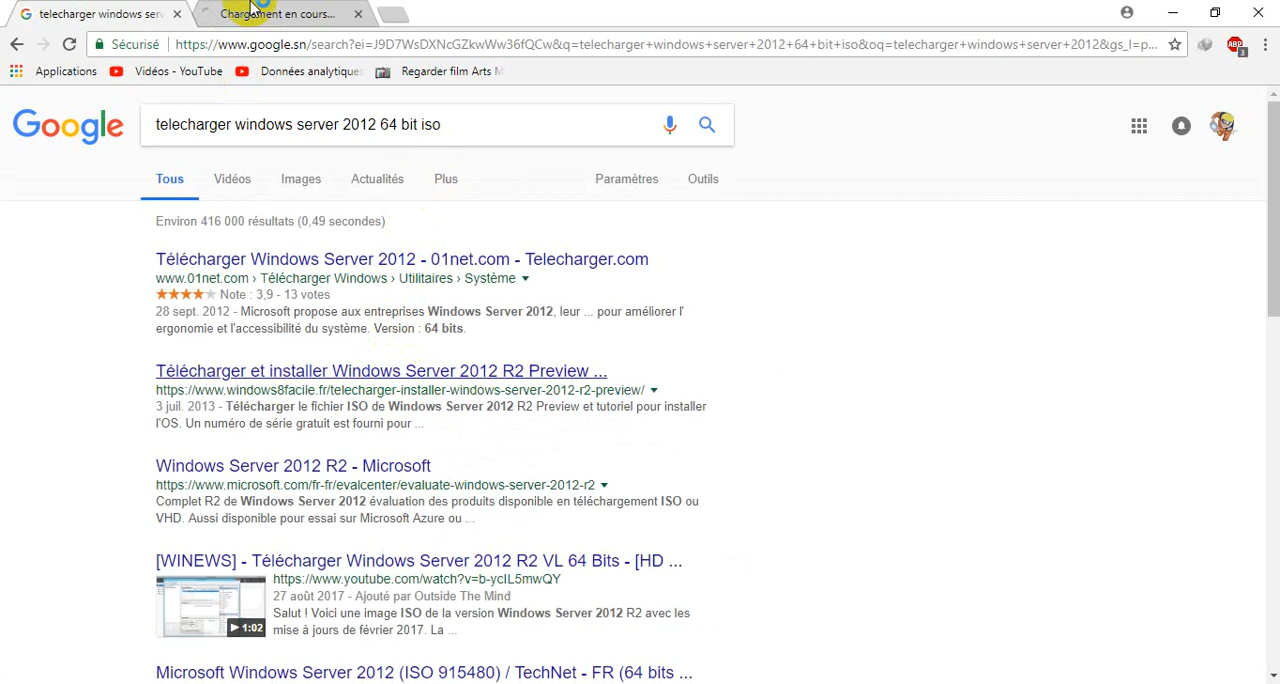 telecharger windows serv
Chargement en cours...
Sécurisé
https://www.google.sn/search?ei=J9D7WsDXNcGZkwWw36fQCw&q=telecharger+windows+server+2012+64+bit+iso&oq=telecharger+windows+server+2012&gs_l=p...
ABP
3
Applications
Vidéos - YouTube
Données analytique
Regarder film Arts M
Google
telecharger windows server 2012 64 bit iso
Tous
Vidéos
Images
Actualités
Plus
Paramètres
Outils
Environ 416 000 résultats (0,49 secondes)
Télécharger Windows Server 2012 - 01net.com - Telecharger.com
www.01net.com › Télécharger Windows › Utilitaires › Système
Note : 3,9 - 13 votes
28 sept. 2012 - Microsoft propose aux entreprises Windows Server 2012, leur ... pour améliorer l'
ergonomie et l'accessibilité du système. Version : 64 bits.
Télécharger et installer Windows Server 2012 R2 Preview ...
https://www.windows8facile.fr/telecharger-installer-windows-server-2012-r2-preview/
3 juil. 2013 - Télécharger le fichier ISO de Windows Server 2012 R2 Preview et tutoriel pour installer
l'OS. Un numéro de série gratuit est fourni pour ...
Windows Server 2012 R2 - Microsoft
https://www.microsoft.com/fr-fr/evalcenter/evaluate-windows-server-2012-r2
Complet R2 de Windows Server 2012 évaluation des produits disponible en téléchargement ISO ou
VHD. Aussi disponible pour essai sur Microsoft Azure ou ...
[WINEWS] - Télécharger Windows Server 2012 R2 VL 64 Bits - [HD ...
https://www.youtube.com/watch?v=b-ycIL5mwQY
27 août 2017 - Ajouté par Outside The Mind
Salut ! Voici une image ISO de la version Windows Server 2012 R2 avec les
mise à jours de février 2017. La ...
1:02
Microsoft Windows Server 2012 (ISO 915480) / TechNet - FR (64 bits ...